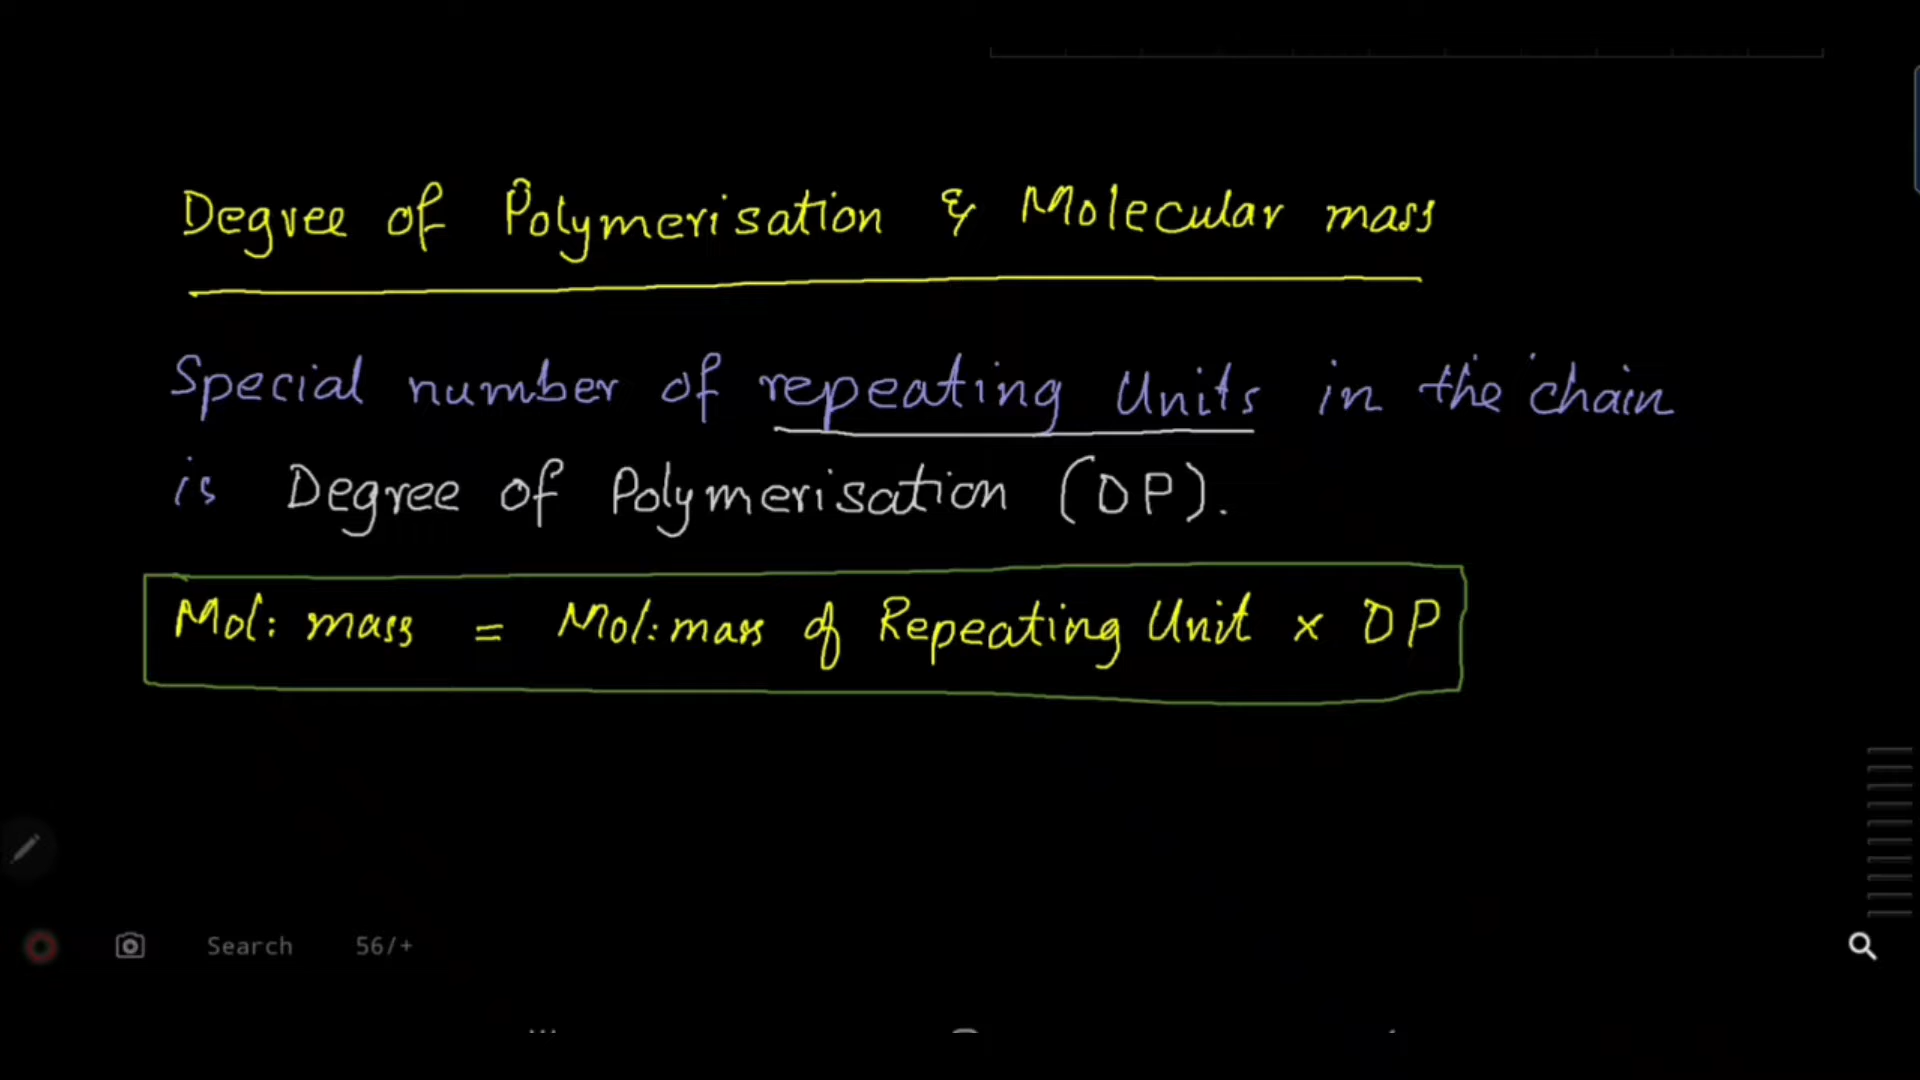 Degree of Polymerisation & Molecular mass
Special number of repeating Units in the chain
is Degree of Polymerisation (DP).
Mol: mass = Mol: mass of Repeating Unit × DP
Search 56/+